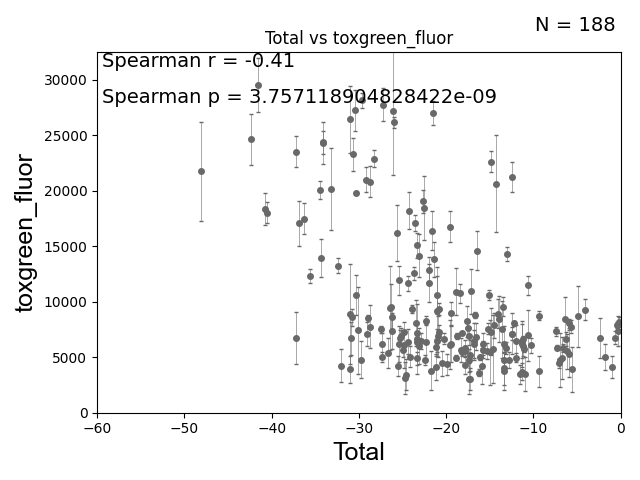 N = 188
Total vs toxgreen_fluor
Spearman r = -0.41
Spearman p = 3.757118904828422e-09
toxgreen_fluor
30000
25000
20000
15000
10000
5000
0
−60 −50 −40 −30 −20 −10 0
Total